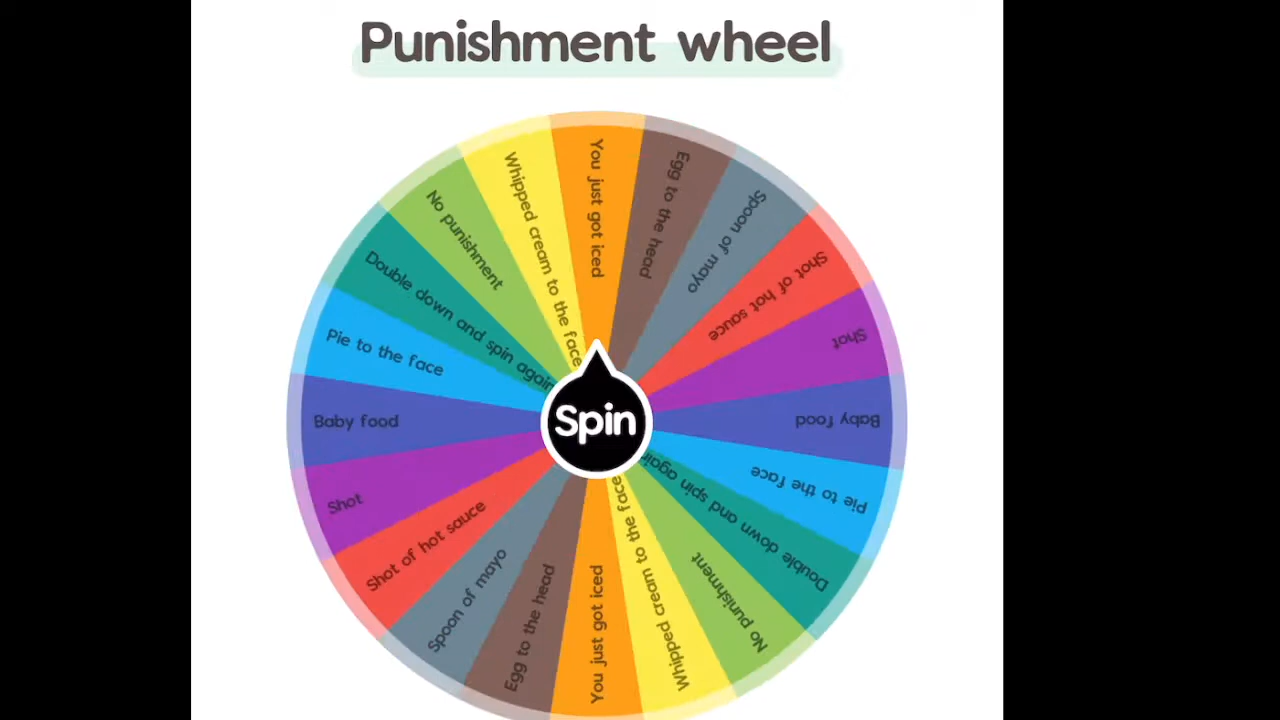 Punishment wheel
You just got iced
Egg to the head
Spoon of mayo
Shot of hot sauce
Shot
Baby food
Pie to the face
Double down and spin again
No punishment
Whipped cream to the face
You just got iced
Egg to the head
Spoon of mayo
Shot of hot sauce
Shot
Baby food
Pie to the face
Double down and spin again
No punishment
Whipped cream to the face
Spin